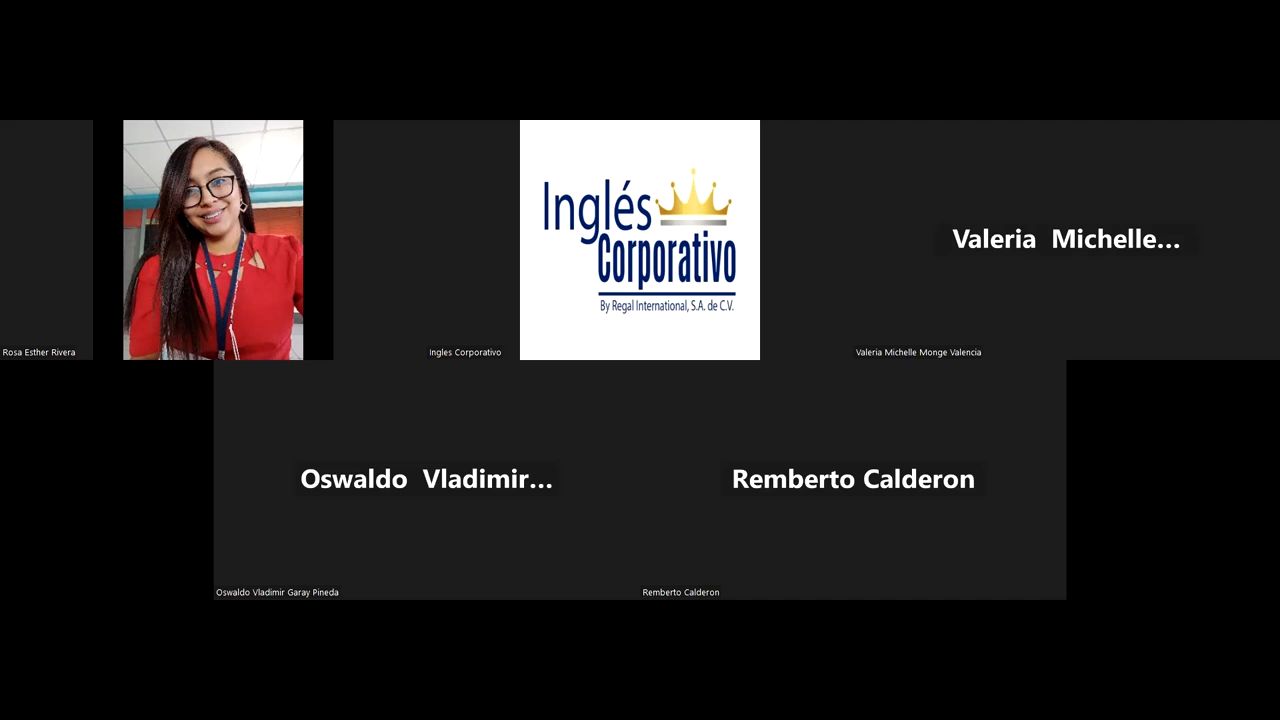 Inglés
Corporativo
By Regal International, S.A. de C.V.
Valeria  Michelle...
Rosa Esther Rivera
Ingles Corporativo
Valeria Michelle Monge Valencia
Oswaldo  Vladimir...
Remberto Calderon
Oswaldo Vladimir Garay Pineda
Remberto Calderon